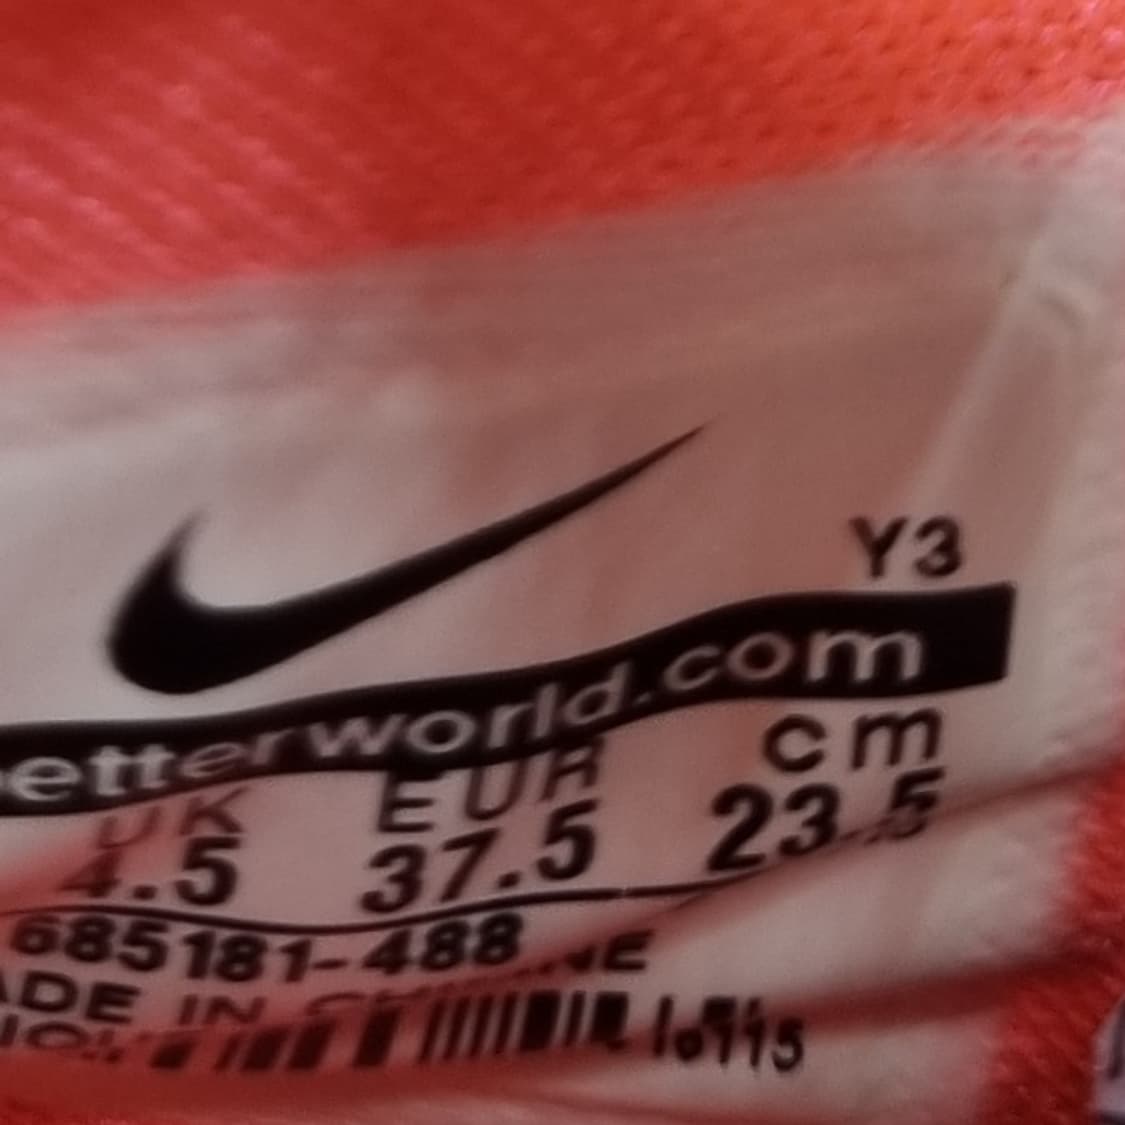 Y3
etterworld.com
UK EUR cm
4.5 37.5 23.5
685181-488
ADE IN